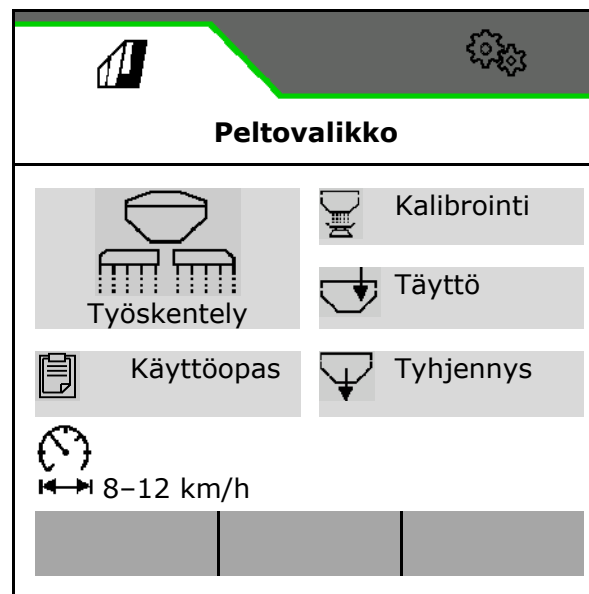 Peltovalikko
Työskentely
Kalibrointi
Täyttö
Käyttöopas
Tyhjennys
8–12 km/h